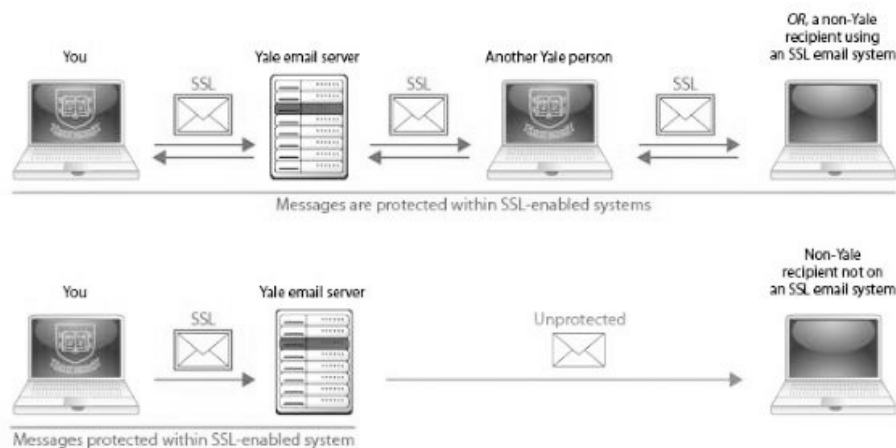 OR, a non-Yale
recipient using
an SSL email system
You
Yale email server
Another Yale person
SSL
SSL
SSL
Messages are protected within SSL-enabled systems
Non-Yale
recipient not on
an SSL email system
You
Yale email server
SSL
Unprotected
Messages protected within SSL-enabled system